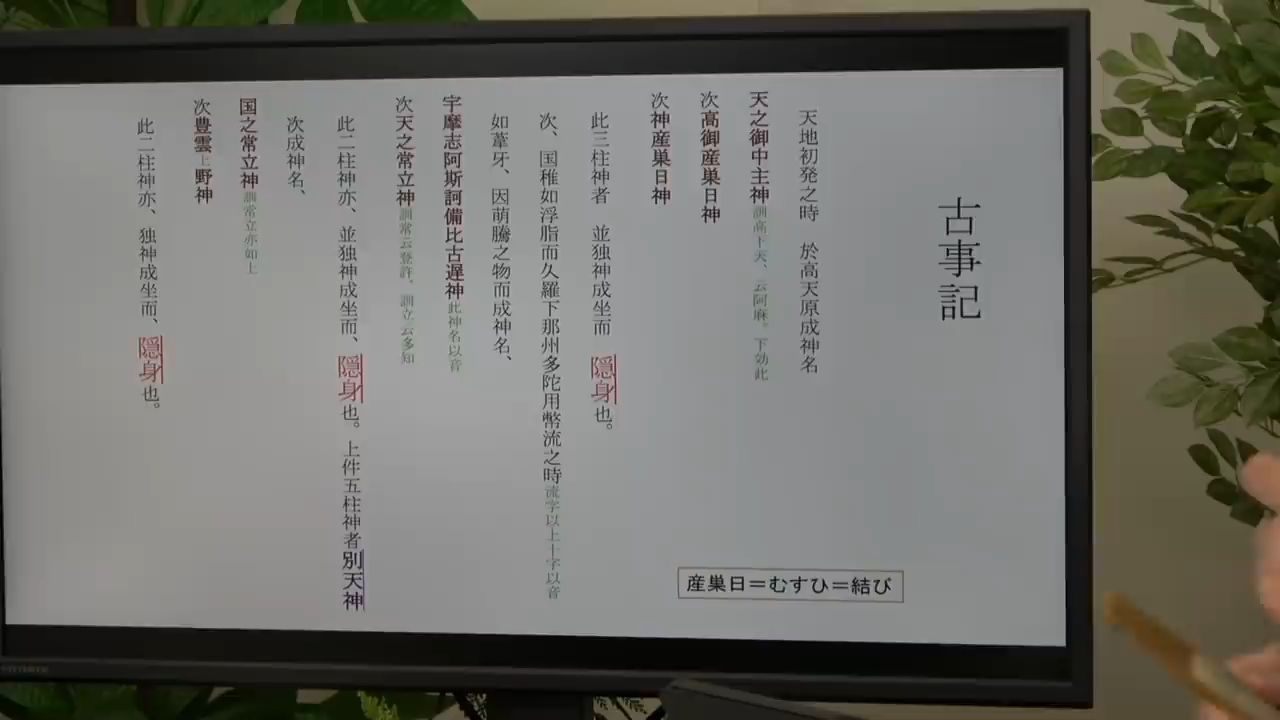 古事記
天地初発之時 於高天原成神名
天之御中主神訓高下天、云阿麻。下効此
次高御産巣日神
次神産巣日神
此三柱神者 並独神成坐而 隠身也。
次、国稚如浮脂而久羅下那州多陀用幣流之時流字以上十字以音
如葦牙、因萌騰之物而成神名、
宇摩志阿斯訶備比古遅神此神名以音
次天之常立神訓常云登許、訓立云多知
此二柱神亦、並独神成坐而、隠身也。上件五柱神者別天神
次成神名、
国之常立神訓常立亦如上
次豊雲上野神
此二柱神亦、独神成坐而、隠身也。
産巣日＝むすひ＝結び